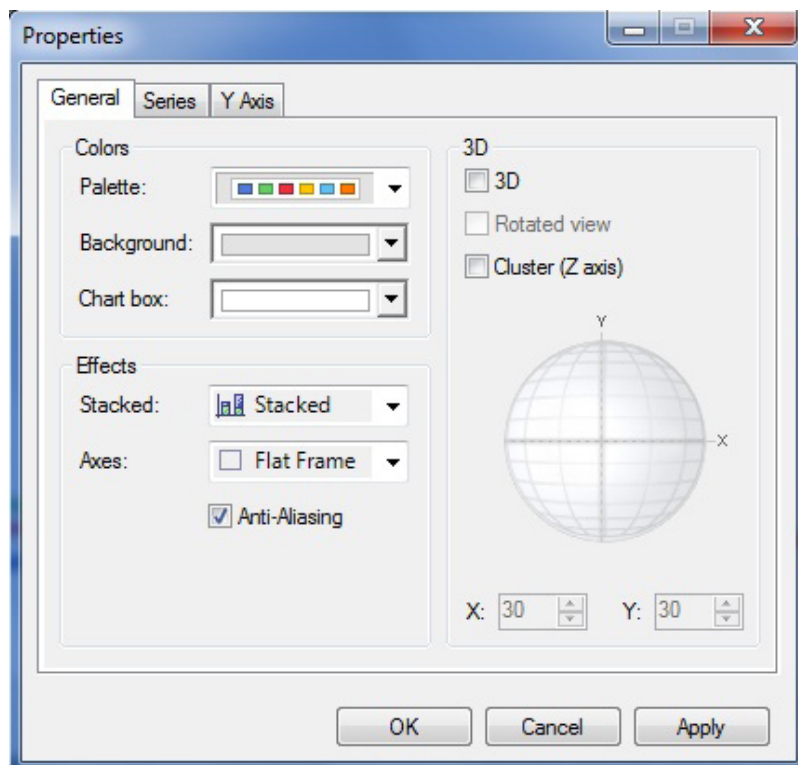 Properties
General Series Y Axis
Colors
Palette:
Background:
Chart box:
Effects
Stacked: Stacked
Axes: Flat Frame
Anti-Aliasing
3D
3D
Rotated view
Cluster (Z axis)
Y
X
X: 30 Y: 30
OK Cancel Apply